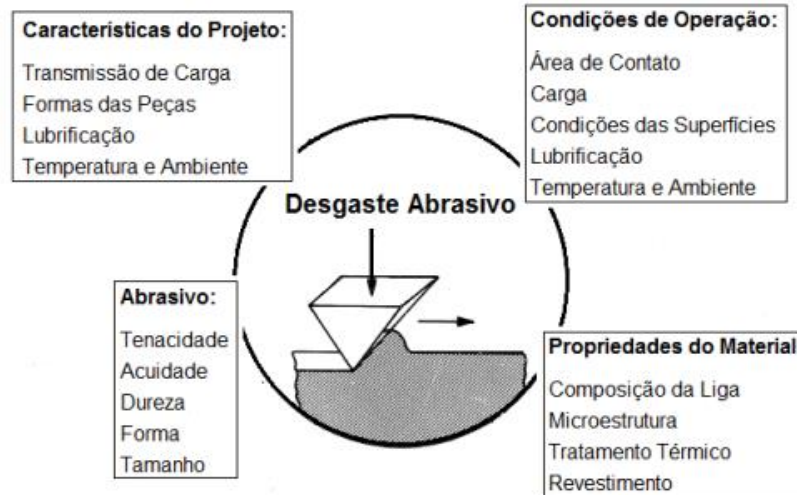 Características do Projeto:
Transmissão de Carga
Formas das Peças
Lubrificação
Temperatura e Ambiente
Condições de Operação:
Área de Contato
Carga
Condições das Superfícies
Lubrificação
Temperatura e Ambiente
Desgaste Abrasivo
Abrasivo:
Tenacidade
Acuidade
Dureza
Forma
Tamanho
Propriedades do Material
Composição da Liga
Microestrutura
Tratamento Térmico
Revestimento